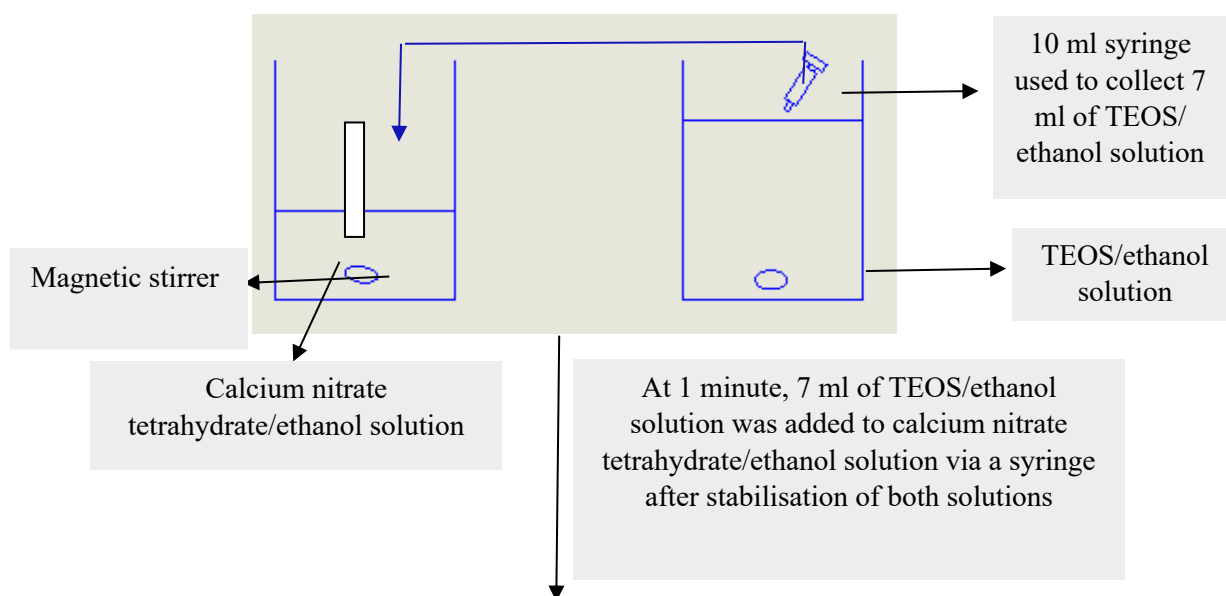 10 ml syringe
used to collect 7
ml of TEOS/
ethanol solution
TEOS/ethanol
solution
Magnetic stirrer
Calcium nitrate
tetrahydrate/ethanol solution
At 1 minute, 7 ml of TEOS/ethanol
solution was added to calcium nitrate
tetrahydrate/ethanol solution via a syringe
after stabilisation of both solutions